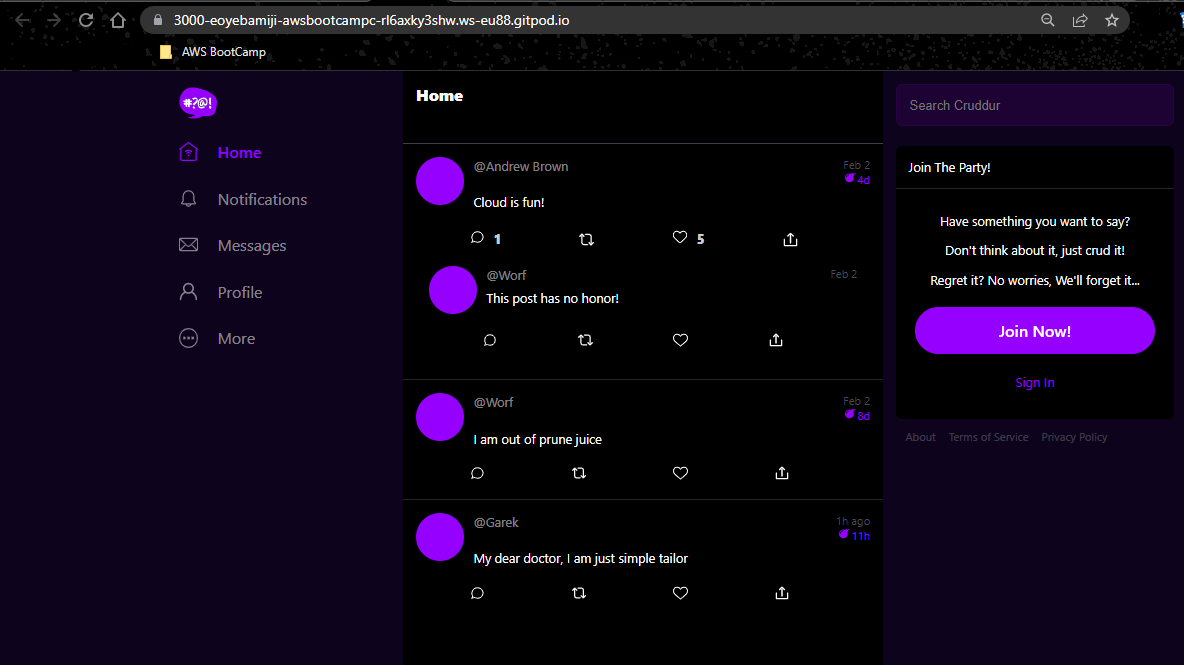 3000-eoyebamiji-awsbootcampc-rl6axky3shw.ws-eu88.gitpod.io
AWS BootCamp
#?@!
Home
Notifications
Messages
Profile
More
Home
@Andrew Brown
Feb 2
4d
Cloud is fun!
1
5
@Worf
Feb 2
This post has no honor!
@Worf
Feb 2
8d
I am out of prune juice
@Garek
1h ago
11h
My dear doctor, I am just simple tailor
Search Cruddur
Join The Party!
Have something you want to say?
Don't think about it, just crud it!
Regret it? No worries, We'll forget it...
Join Now!
Sign In
About Terms of Service Privacy Policy